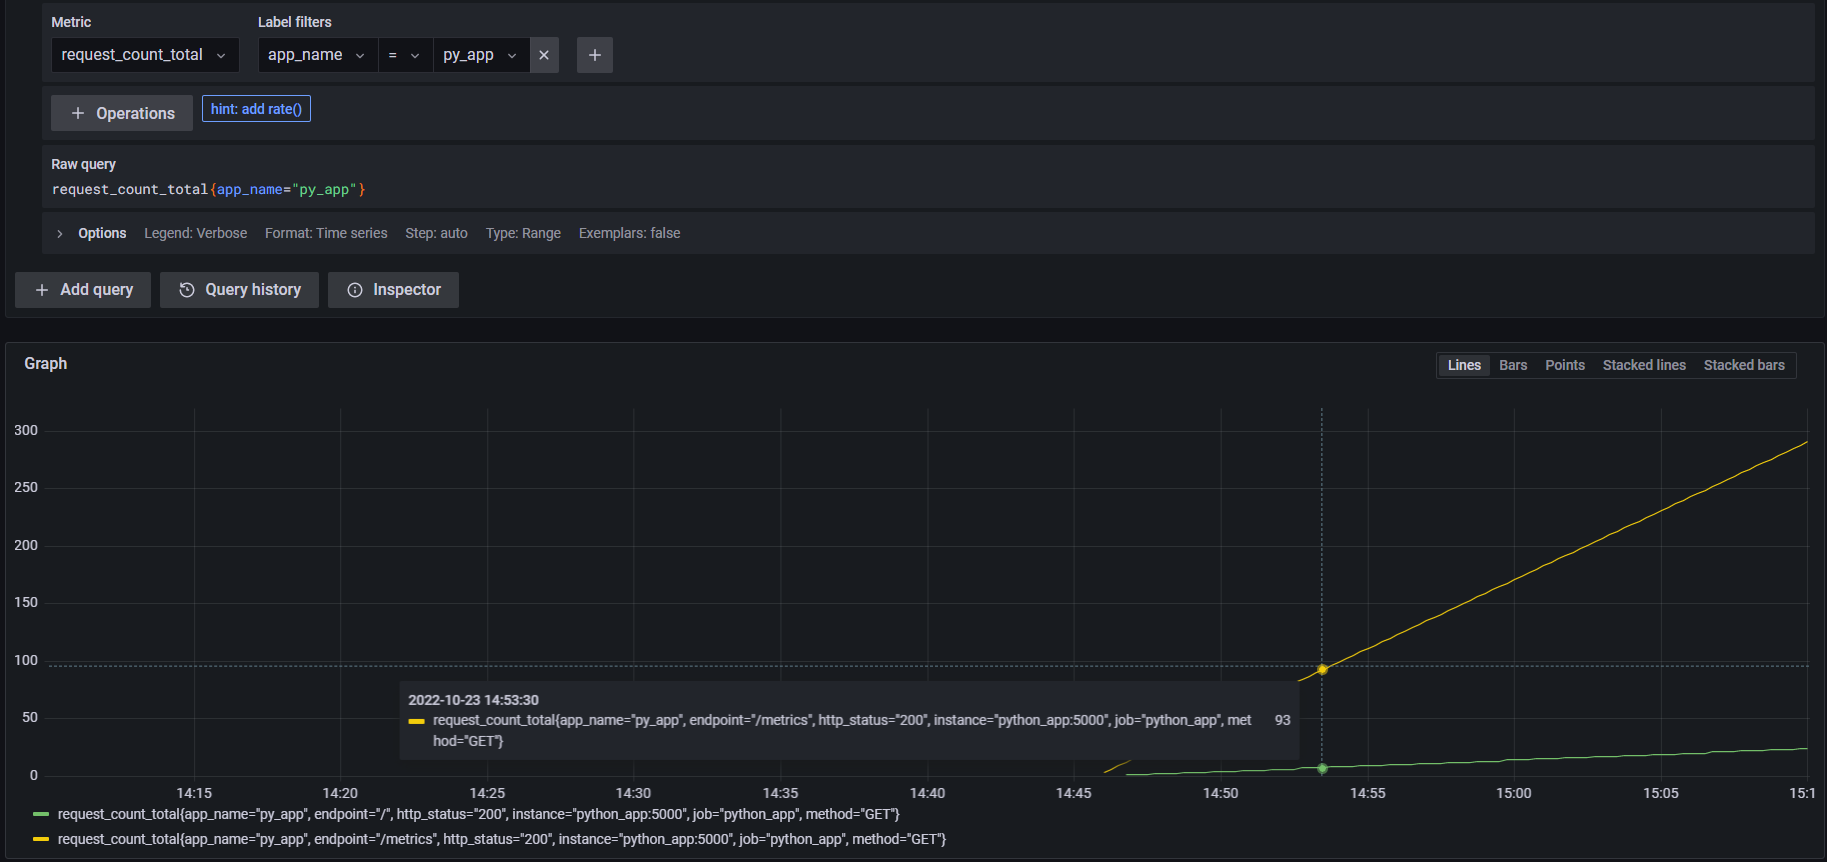 Metric Label filters
request_count_total app_name = py_app
Operations hint: add rate()
Raw query
request_count_total{app_name="py_app"}
Options Legend: Verbose Format: Time series Step: auto Type: Range Exemplars: false
Add query Query history Inspector
Graph Lines Bars Points Stacked lines Stacked bars
300
250
200
150
100
50
0
2022-10-23 14:53:30
request_count_total{app_name="py_app", endpoint="/metrics", http_status="200", instance="python_app:5000", job="python_app", met 93
hod="GET"}
14:15 14:20 14:25 14:30 14:35 14:40 14:45 14:50 14:55 15:00 15:05 15:1
request_count_total{app_name="py_app", endpoint="/", http_status="200", instance="python_app:5000", job="python_app", method="GET"}
request_count_total{app_name="py_app", endpoint="/metrics", http_status="200", instance="python_app:5000", job="python_app", method="GET"}